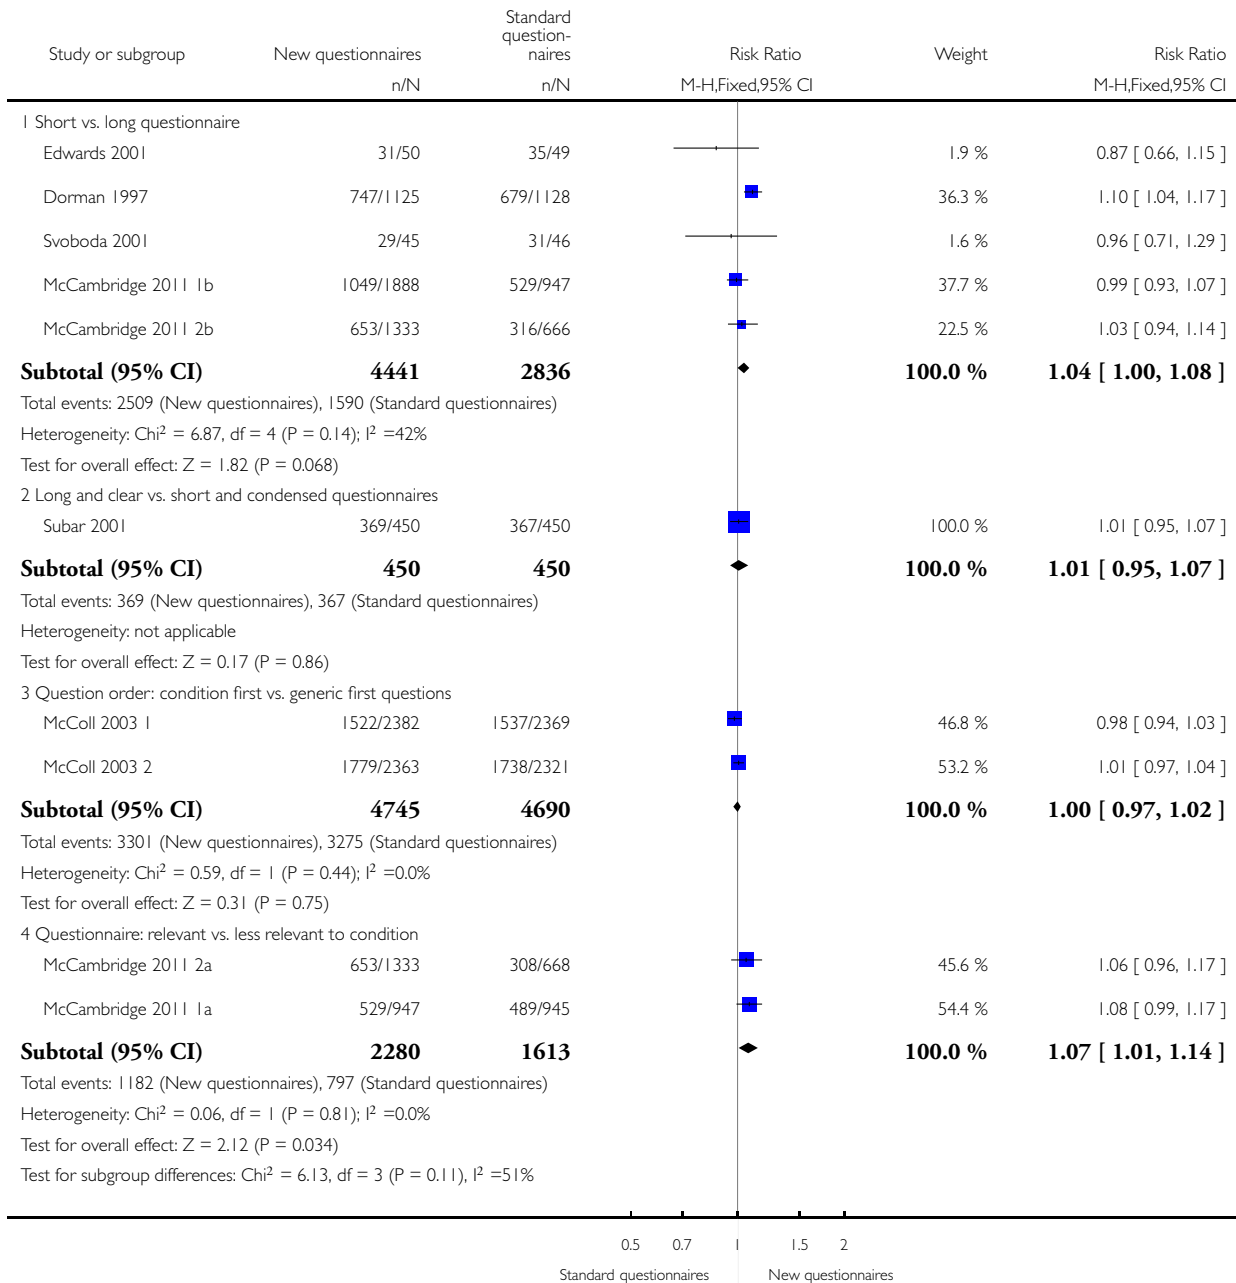 Study or subgroup New questionnaires Standard question-naires Risk Ratio Weight Risk Ratio
n/N n/N M-H,Fixed,95% CI M-H,Fixed,95% CI
1 Short vs. long questionnaire
Edwards 2001 31/50 35/49 1.9 % 0.87 [ 0.66, 1.15 ]
Dorman 1997 747/1125 679/1128 36.3 % 1.10 [ 1.04, 1.17 ]
Svoboda 2001 29/45 31/46 1.6 % 0.96 [ 0.71, 1.29 ]
McCambridge 2011 1b 1049/1888 529/947 37.7 % 0.99 [ 0.93, 1.07 ]
McCambridge 2011 2b 653/1333 316/666 22.5 % 1.03 [ 0.94, 1.14 ]
Subtotal (95% CI) 4441 2836 100.0 % 1.04 [ 1.00, 1.08 ]
Total events: 2509 (New questionnaires), 1590 (Standard questionnaires)
Heterogeneity: Chi² = 6.87, df = 4 (P = 0.14); I² =42%
Test for overall effect: Z = 1.82 (P = 0.068)
2 Long and clear vs. short and condensed questionnaires
Subar 2001 369/450 367/450 100.0 % 1.01 [ 0.95, 1.07 ]
Subtotal (95% CI) 450 450 100.0 % 1.01 [ 0.95, 1.07 ]
Total events: 369 (New questionnaires), 367 (Standard questionnaires)
Heterogeneity: not applicable
Test for overall effect: Z = 0.17 (P = 0.86)
3 Question order: condition first vs. generic first questions
McColl 2003 1 1522/2382 1537/2369 46.8 % 0.98 [ 0.94, 1.03 ]
McColl 2003 2 1779/2363 1738/2321 53.2 % 1.01 [ 0.97, 1.04 ]
Subtotal (95% CI) 4745 4690 100.0 % 1.00 [ 0.97, 1.02 ]
Total events: 3301 (New questionnaires), 3275 (Standard questionnaires)
Heterogeneity: Chi² = 0.59, df = 1 (P = 0.44); I² =0.0%
Test for overall effect: Z = 0.31 (P = 0.75)
4 Questionnaire: relevant vs. less relevant to condition
McCambridge 2011 2a 653/1333 308/668 45.6 % 1.06 [ 0.96, 1.17 ]
McCambridge 2011 1a 529/947 489/945 54.4 % 1.08 [ 0.99, 1.17 ]
Subtotal (95% CI) 2280 1613 100.0 % 1.07 [ 1.01, 1.14 ]
Total events: 1182 (New questionnaires), 797 (Standard questionnaires)
Heterogeneity: Chi² = 0.06, df = 1 (P = 0.81); I² =0.0%
Test for overall effect: Z = 2.12 (P = 0.034)
Test for subgroup differences: Chi² = 6.13, df = 3 (P = 0.11), I² =51%
0.5 0.7 1 1.5 2
Standard questionnaires New questionnaires